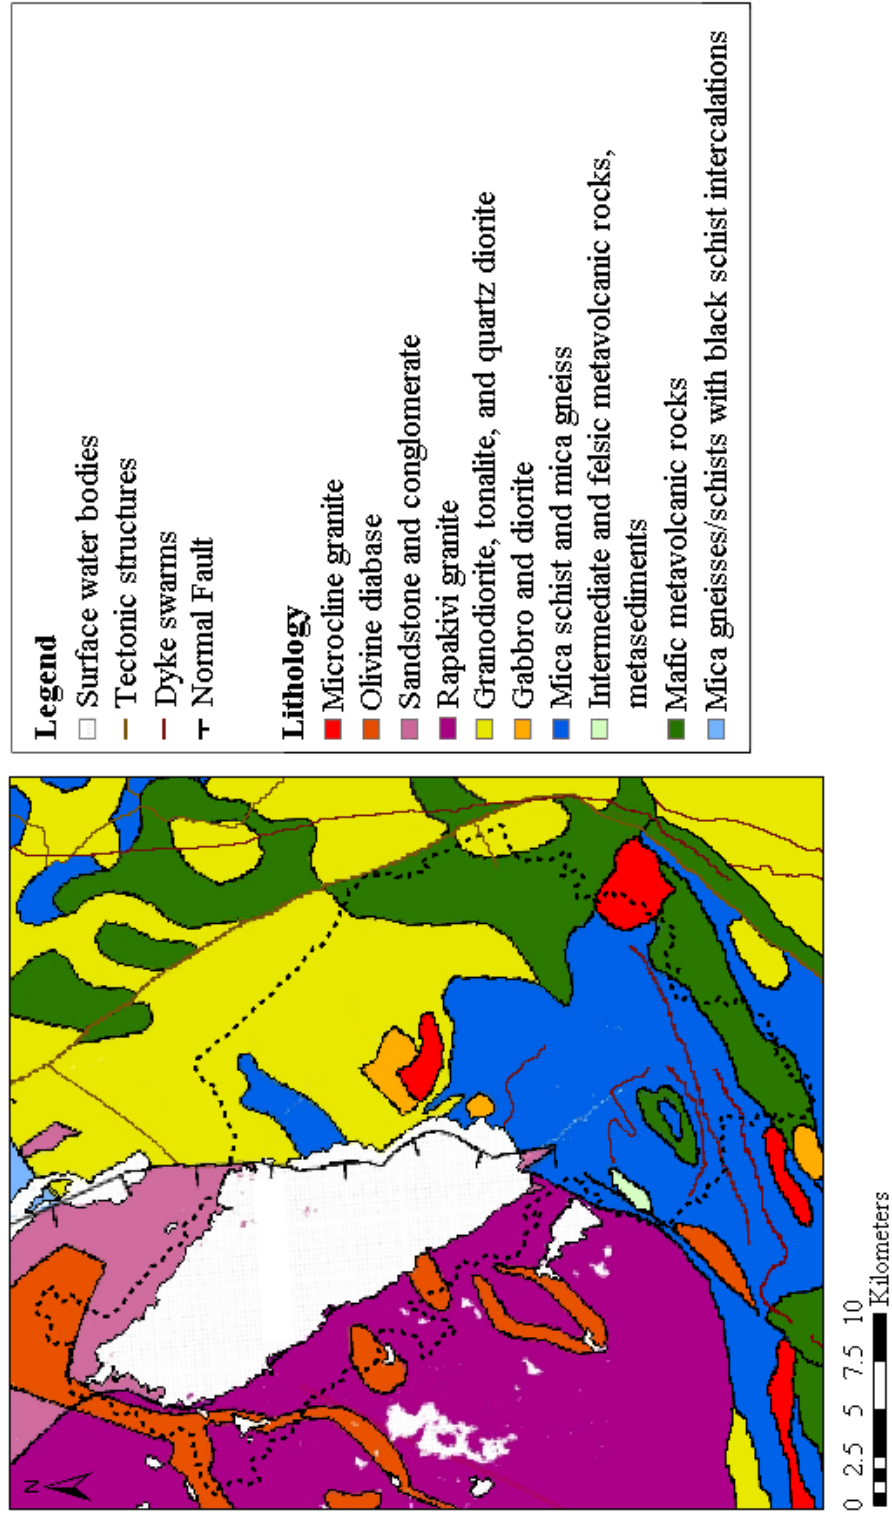 Legend
Surface water bodies
Tectonic structures
Dyke swarms
Normal Fault
Lithology
Microcline granite
Olivine diabase
Sandstone and conglomerate
Rapakivi granite
Granodiorite, tonalite, and quartz diorite
Gabbro and diorite
Mica schist and mica gneiss
Intermediate and felsic metavolcanic rocks,
metasediments
Mafic metavolcanic rocks
Mica gneisses/schists with black schist intercalations
N
0 2.5 5 7.5 10
Kilometers